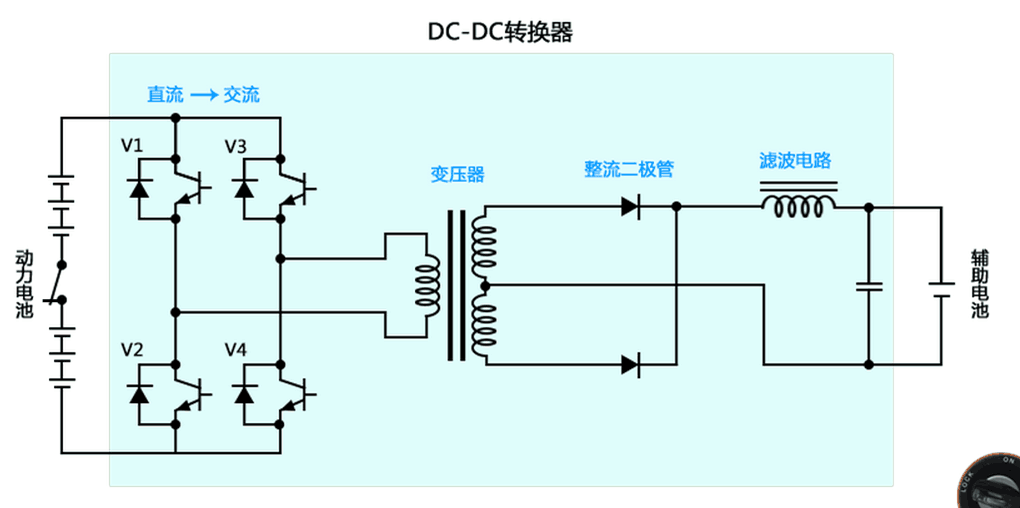 DC-DC转换器
直流 → 交流
V1
V3
变压器
整流二极管
滤波电路
动力电池
辅助电池
V2
V4
LOCK
ON